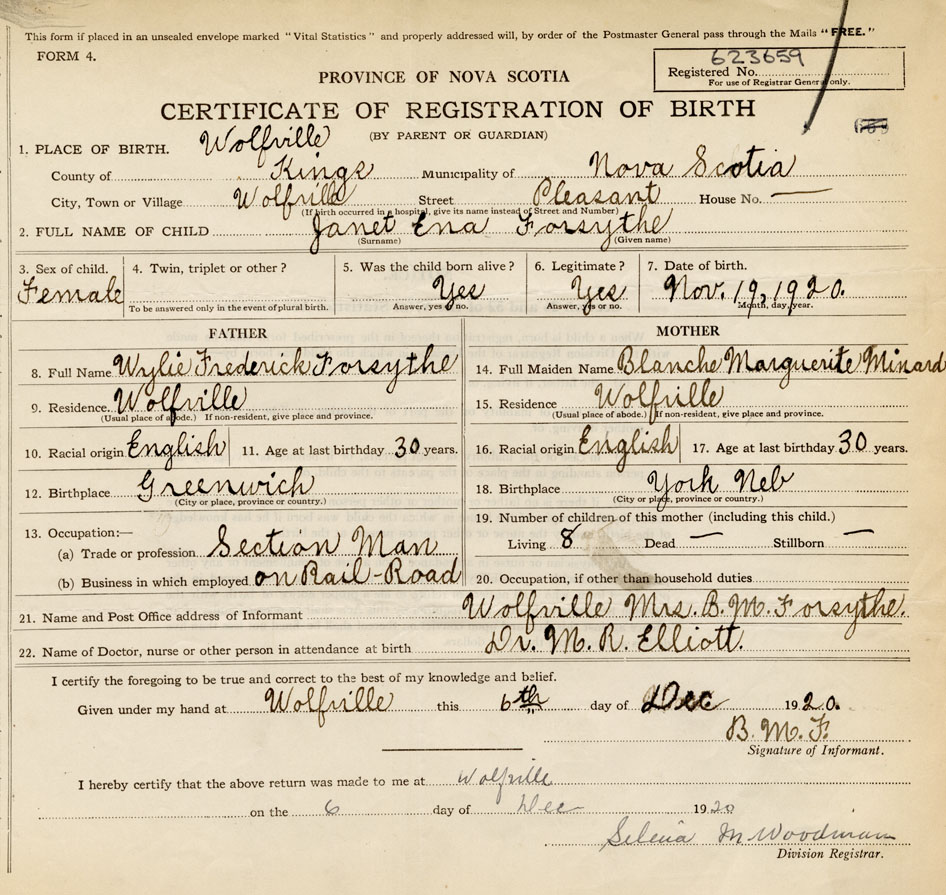 This form if placed in an unsealed envelope marked "Vital Statistics" and properly addressed will, by order of the Postmaster General pass through the Mails "FREE."
FORM 4.
623659
Registered No.
For use of Registrar General only.
PROVINCE OF NOVA SCOTIA
CERTIFICATE OF REGISTRATION OF BIRTH
(BY PARENT OR GUARDIAN)
1. PLACE OF BIRTH. Wolfville
County of Kings Municipality of Nova Scotia
City, Town or Village Wolfville Street Pleasant House No. —
(If birth occurred in a hospital, give its name instead of Street and Number)
2. FULL NAME OF CHILD Janet Ena Forsythe
(Surname) (Given name)
3. Sex of child. 4. Twin, triplet or other? 5. Was the child born alive? 6. Legitimate? 7. Date of birth.
Female Yes Yes Nov. 19, 1920.
To be answered only in the event of plural birth. Answer, yes or no. Answer, yes or no. Month, day, year.
FATHER
8. Full Name Wylie Frederick Forsythe
9. Residence. Wolfville
(Usual place of abode.) If non-resident, give place and province.
10. Racial origin English 11. Age at last birthday 30 years.
12. Birthplace Greenwich
(City or place, province or country.)
13. Occupation:—
(a) Trade or profession Section Man
(b) Business in which employed on Rail-Road
MOTHER
14. Full Maiden Name Blanche Marguerite Minard
15. Residence Wolfville
(Usual place of abode.) If non-resident, give place and province.
16. Racial origin English 17. Age at last birthday 30 years.
18. Birthplace York Neb
(City or place, province or country.)
19. Number of children of this mother (including this child.)
Living 8 Dead — Stillborn —
20. Occupation, if other than household duties
21. Name and Post Office address of Informant Wolfville Mrs. B. M. Forsythe.
22. Name of Doctor, nurse or other person in attendance at birth Dr. M. R. Elliott.
I certify the foregoing to be true and correct to the best of my knowledge and belief.
Given under my hand at Wolfville this 6th day of Dec 1920.
B. M. F.
Signature of Informant.
I hereby certify that the above return was made to me at Wolfville
on the 6 day of Dec 1920
Selena M Woodman
Division Registrar.